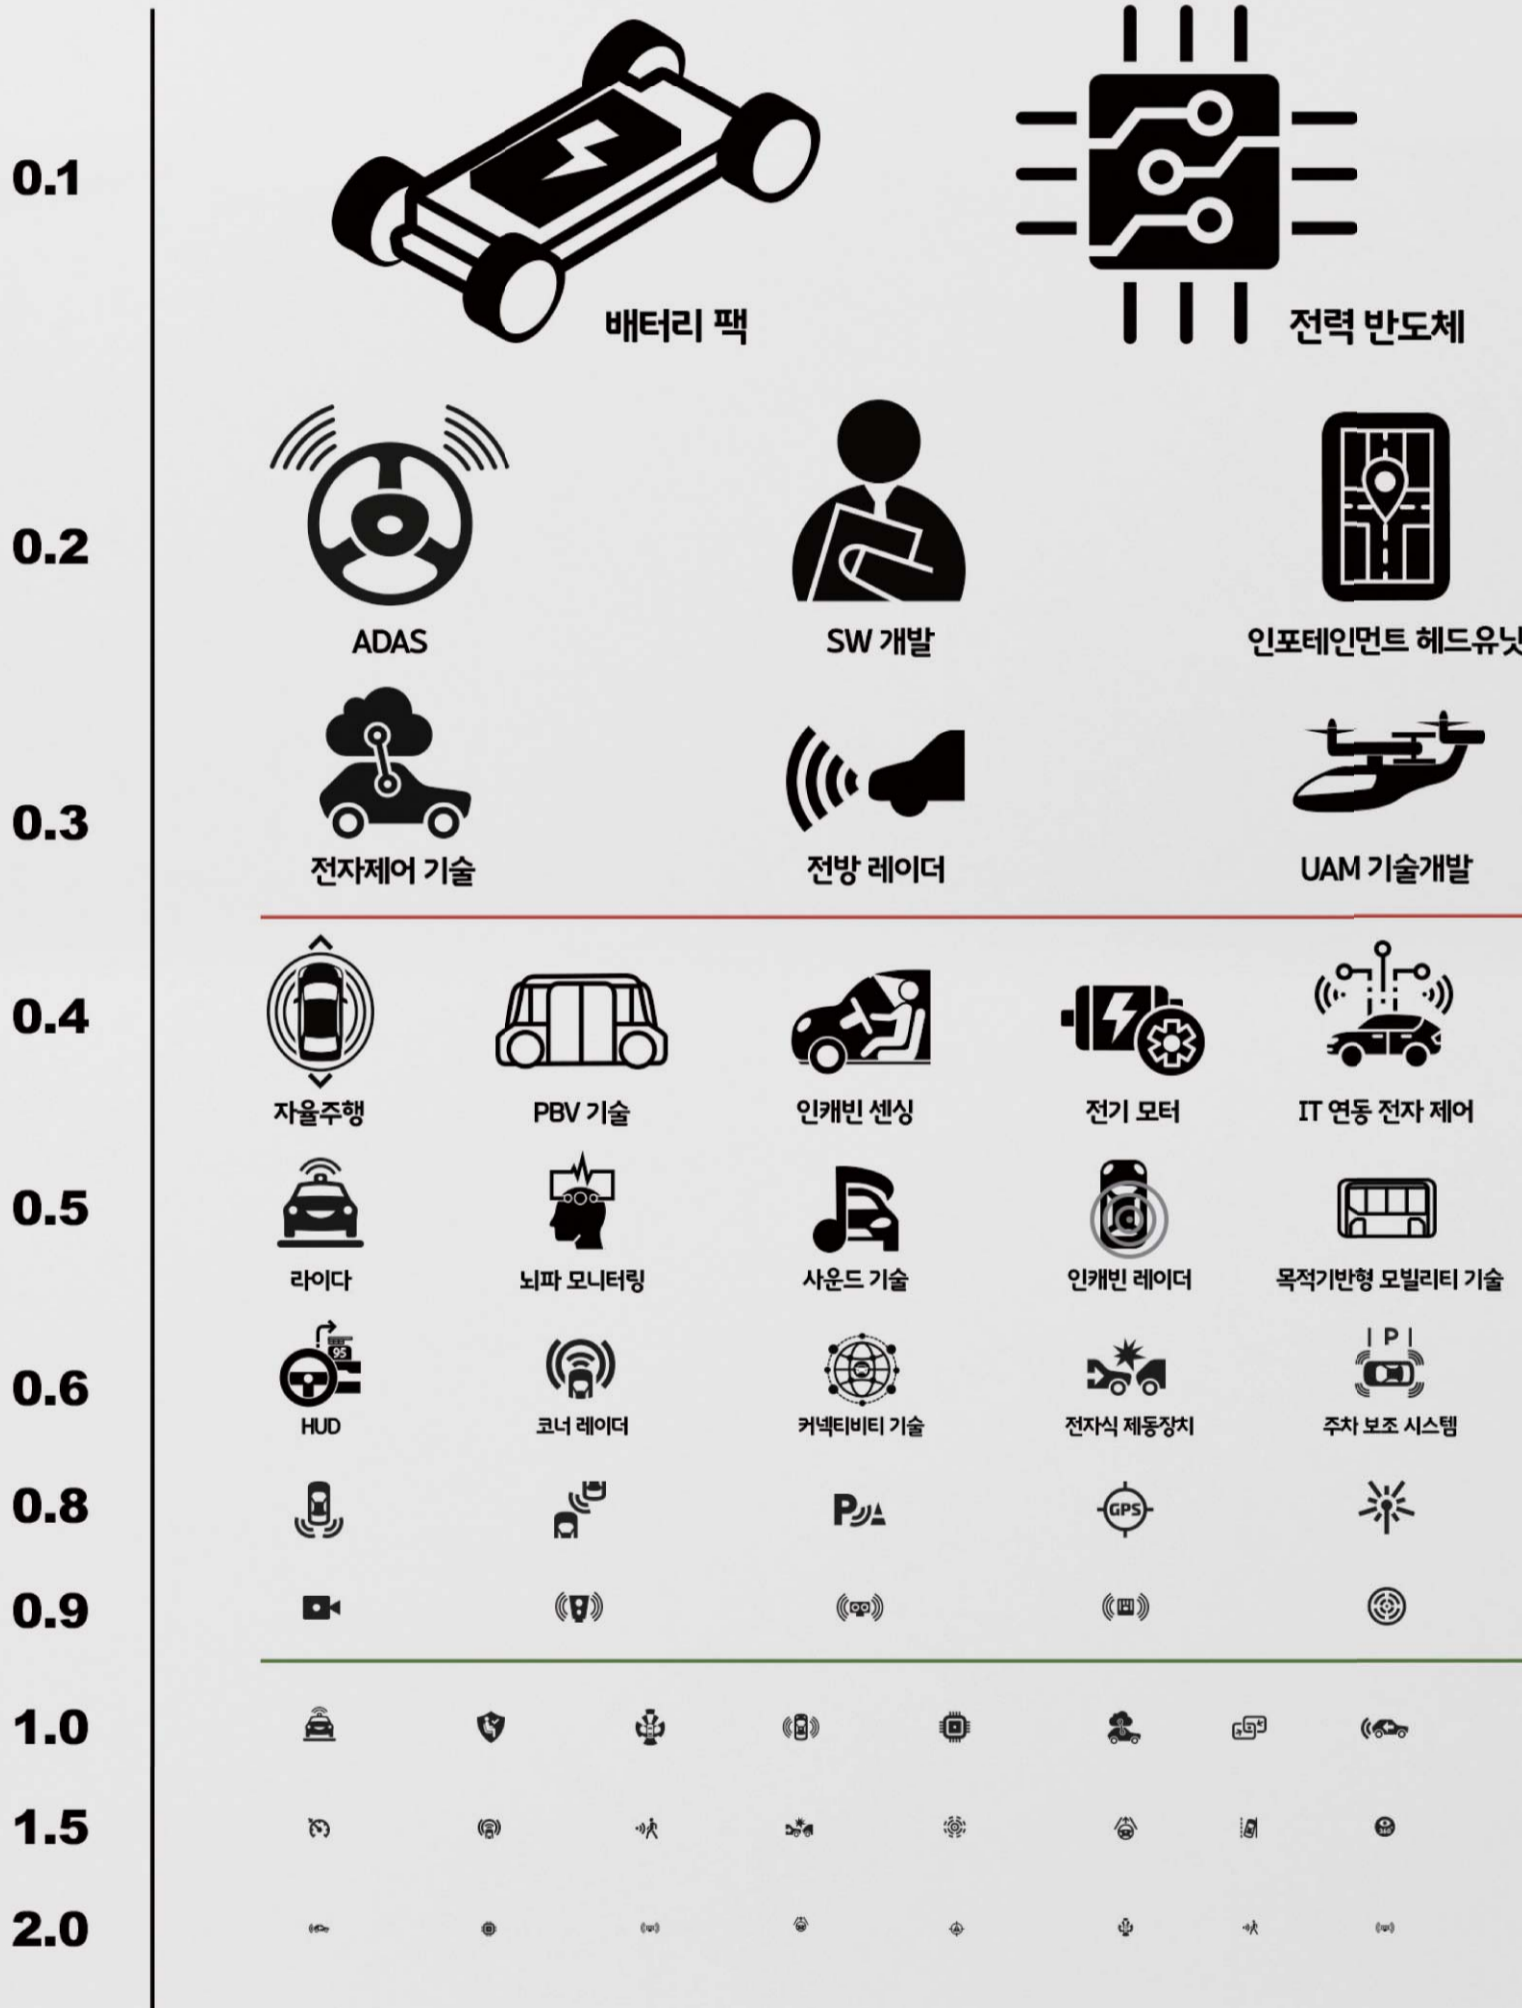 0.1
배터리 팩
전력 반도체
0.2
ADAS
SW 개발
인포테인먼트 헤드유닛
0.3
전자제어 기술
전방 레이더
UAM 기술개발
0.4
자율주행
PBV 기술
인캐빈 센싱
전기 모터
IT 연동 전자 제어
0.5
라이다
뇌파 모니터링
사운드 기술
인캐빈 레이더
목적기반형 모빌리티 기술
0.6
95
P
HUD
코너 레이더
커넥티비티 기술
전자식 제동장치
주차 보조 시스템
0.8
P
GPS
0.9
1.0
1.5
2.0